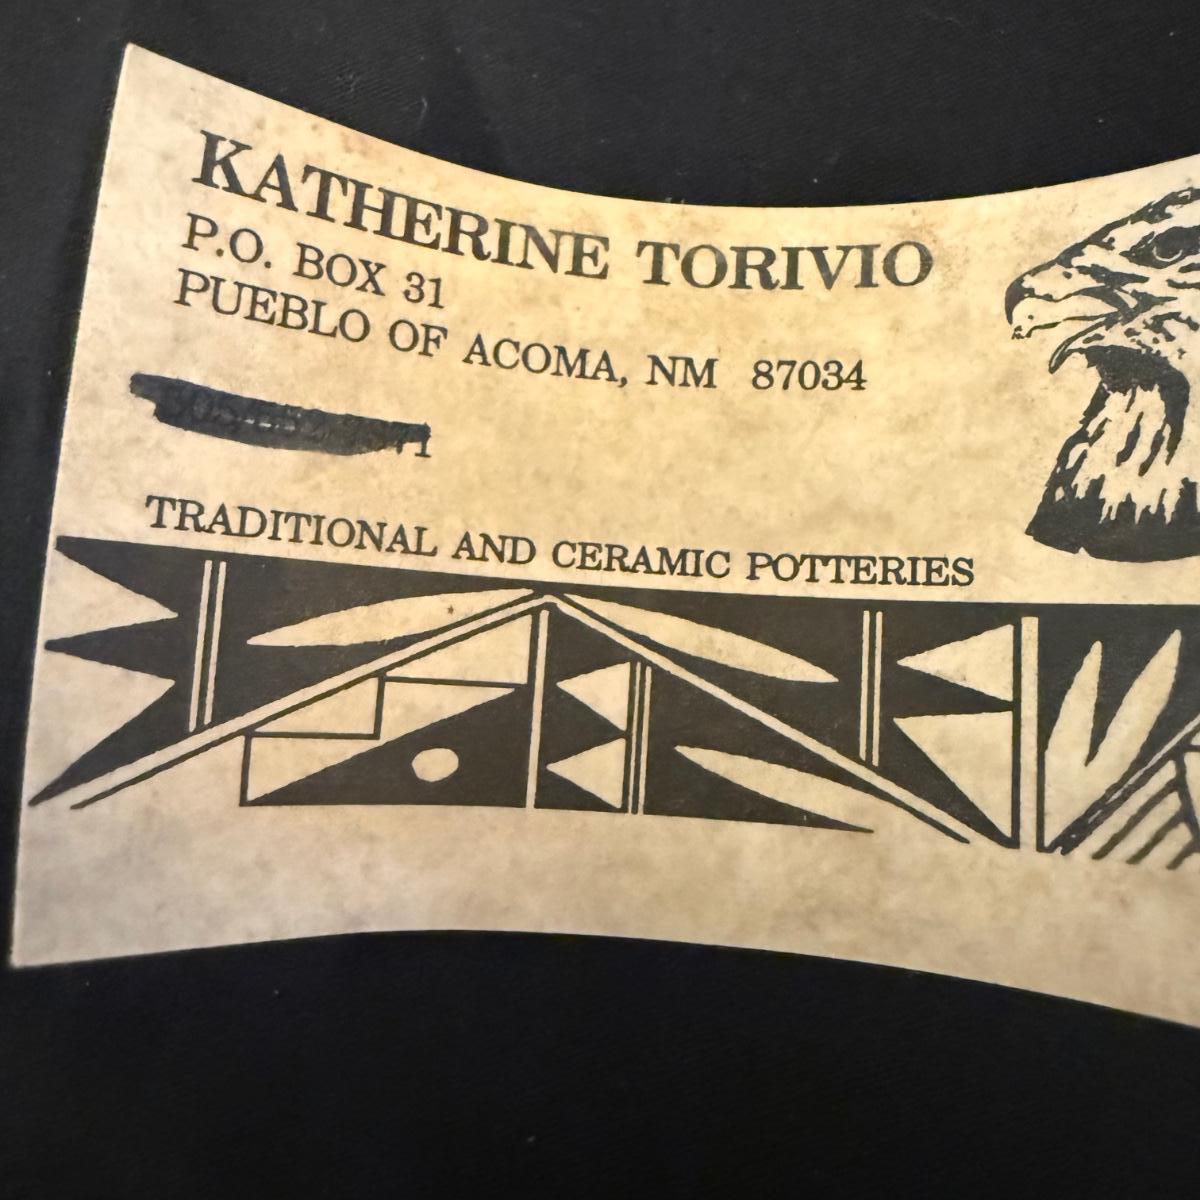 KATHERINE TORIVIO
P.O. BOX 31
PUEBLO OF ACOMA, NM 87034
TRADITIONAL AND CERAMIC POTTERIES